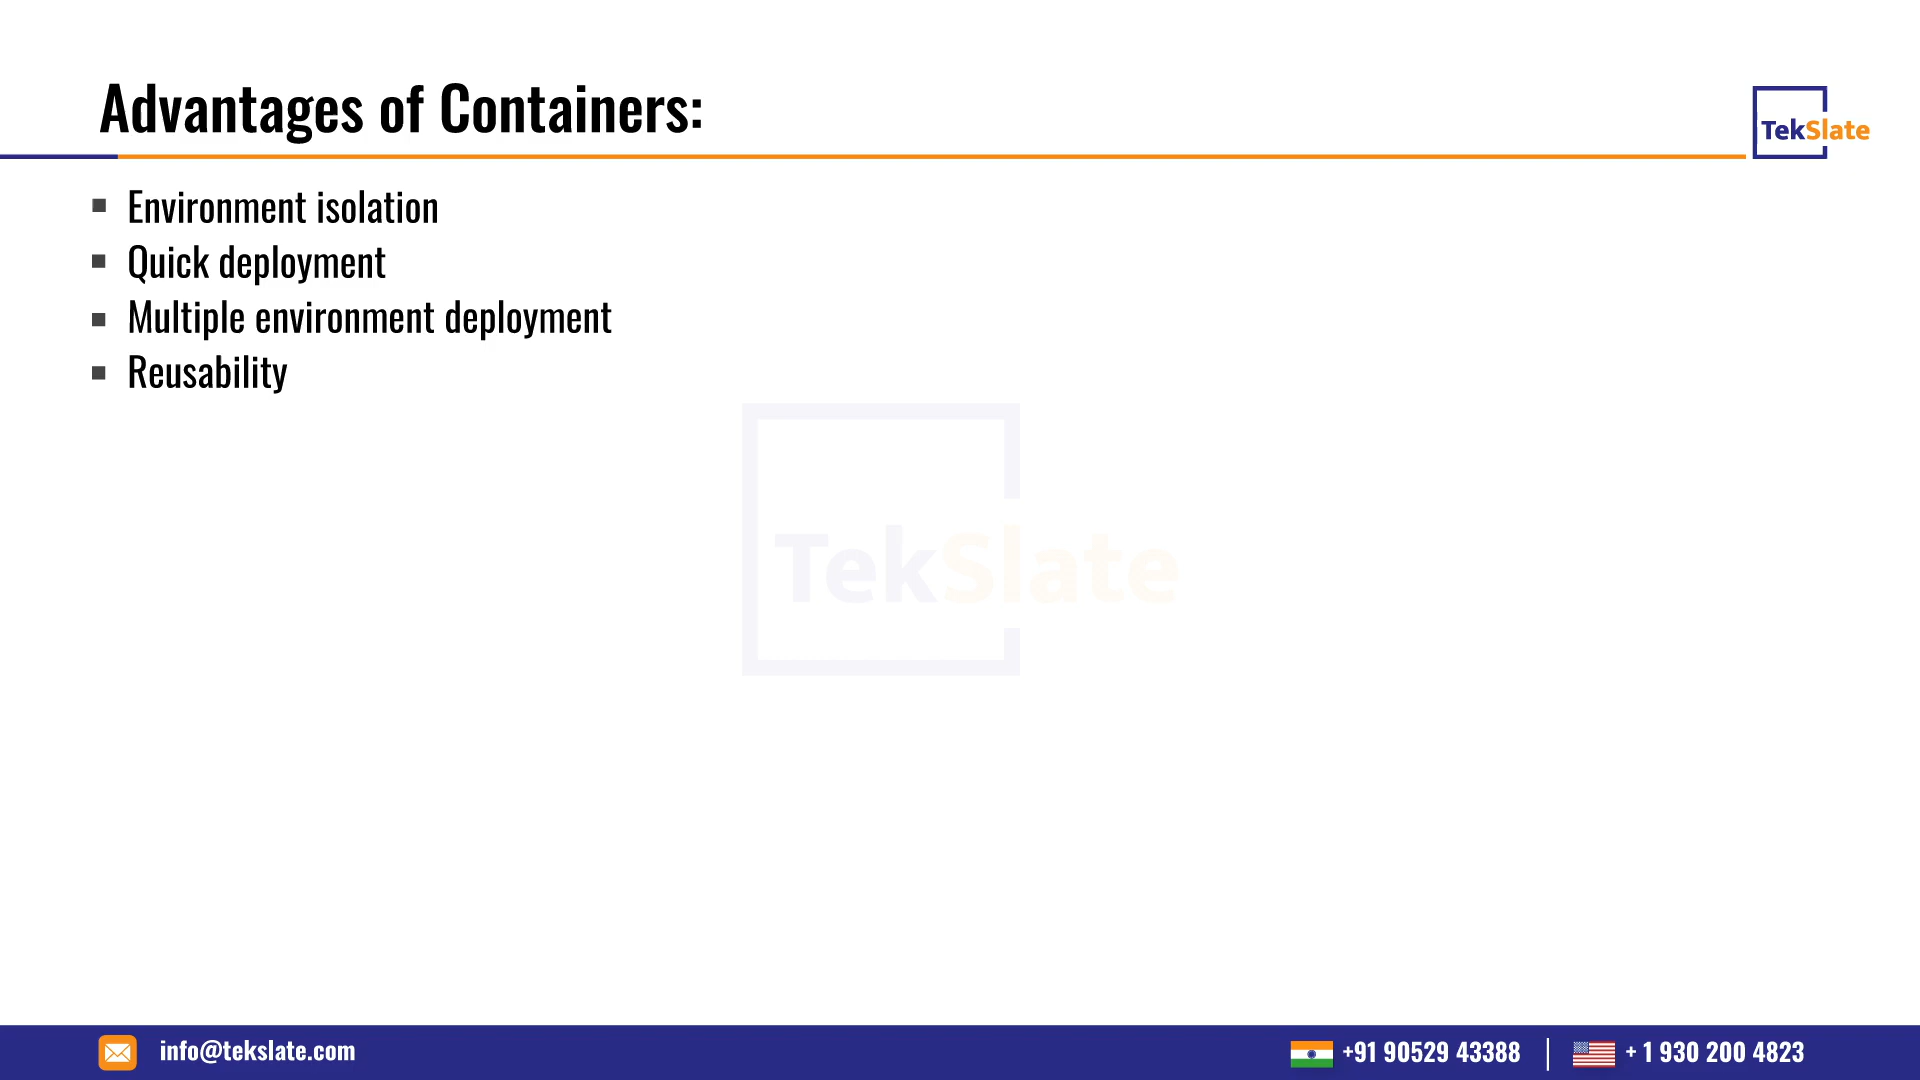 Advantages of Containers:
TekSlate
Environment isolation
Quick deployment
Multiple environment deployment
Reusability
TekSlate
info@tekslate.com
+91 90529 43388
+ 1 930 200 4823